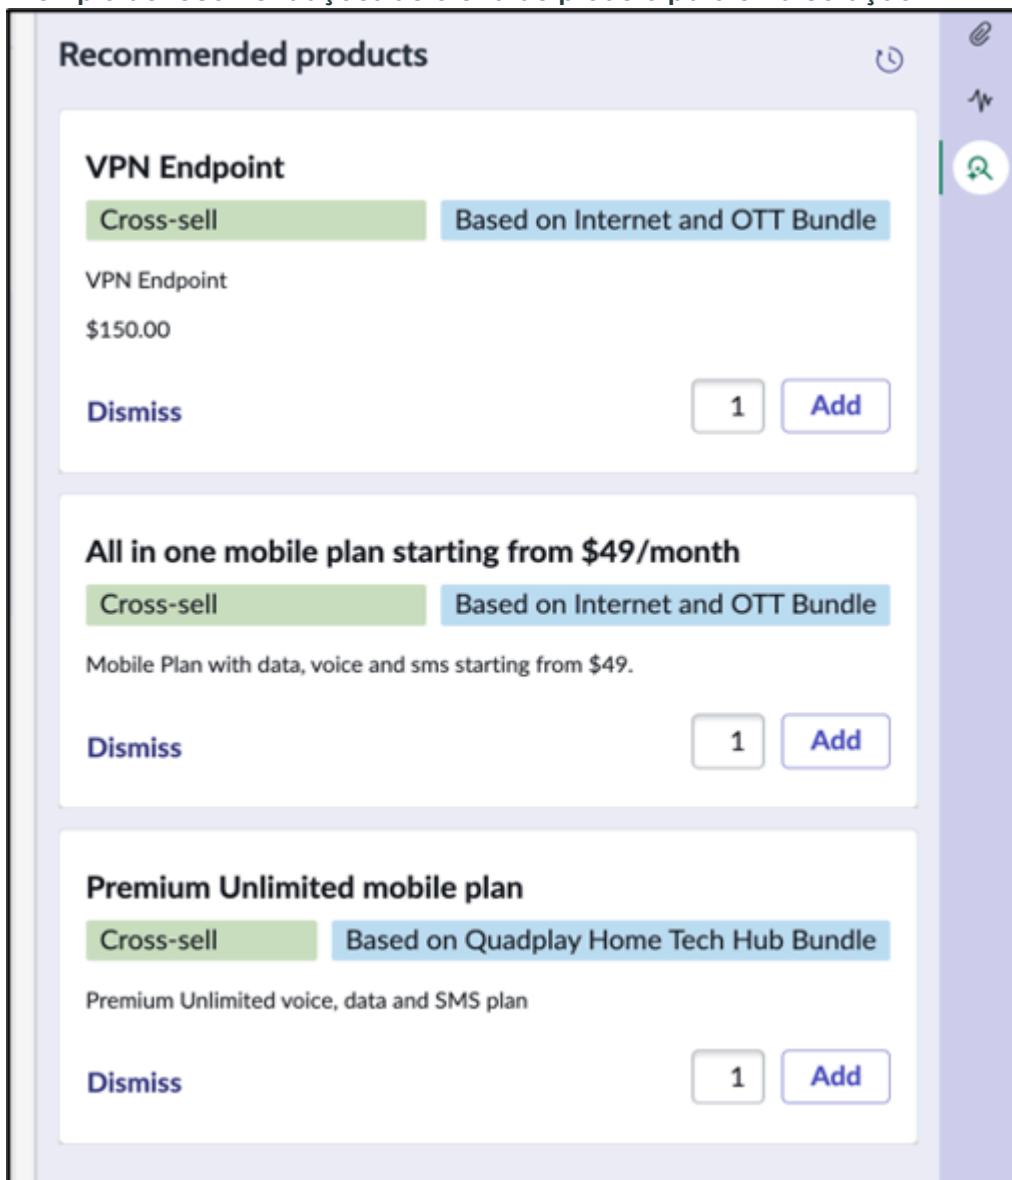 Recommended products
VPN Endpoint
Cross-sell
Based on Internet and OTT Bundle
VPN Endpoint
$150.00
Dismiss
1
Add
All in one mobile plan starting from $49/month
Cross-sell
Based on Internet and OTT Bundle
Mobile Plan with data, voice and sms starting from $49.
Dismiss
1
Add
Premium Unlimited mobile plan
Cross-sell
Based on Quadplay Home Tech Hub Bundle
Premium Unlimited voice, data and SMS plan
Dismiss
1
Add